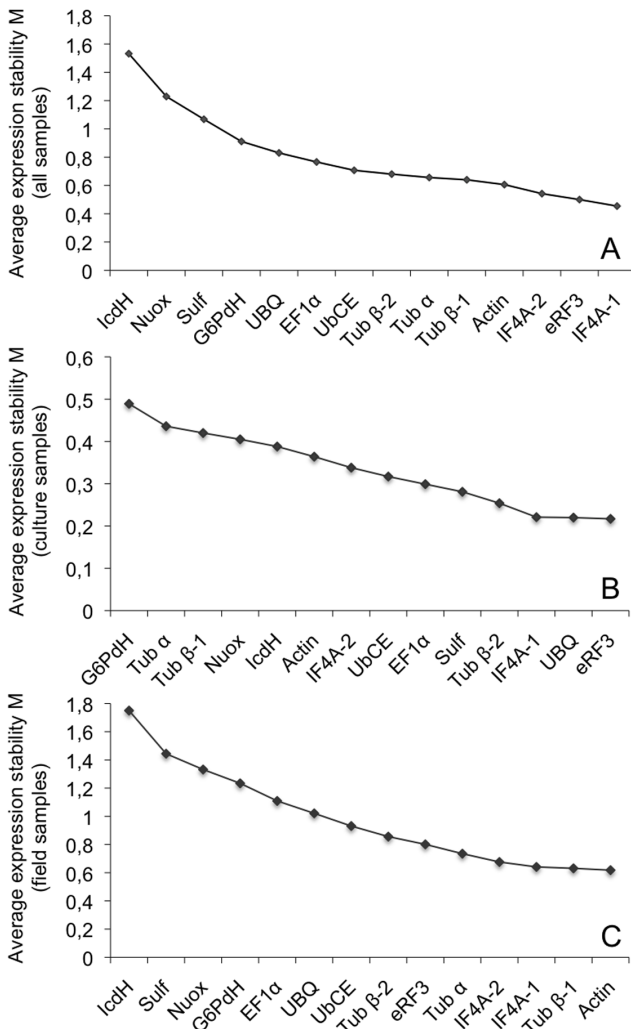 Average expression stability M
(all samples)
1,8
1,6
1,4
1,2
1
0,8
0,6
0,4
0,2
0
A
IcdH
Nuox
Sulf
G6PdH
UBQ
EF1α
UbCE
Tub β-2
Tub α
Tub β-1
Actin
IF4A-2
eRF3
IF4A-1
Average expression stability M
(culture samples)
0,6
0,5
0,4
0,3
0,2
0,1
0
B
G6PdH
Tub α
Tub β-1
Nuox
IcdH
Actin
IF4A-2
UbCE
EF1α
Sulf
Tub β-2
IF4A-1
UBQ
eRF3
Average expression stability M
(field samples)
1,8
1,6
1,4
1,2
1
0,8
0,6
0,4
0,2
0
C
IcdH
Sulf
Nuox
G6PdH
EF1α
UBQ
UbCE
Tub β-2
eRF3
Tub α
IF4A-2
IF4A-1
Tub β-1
Actin